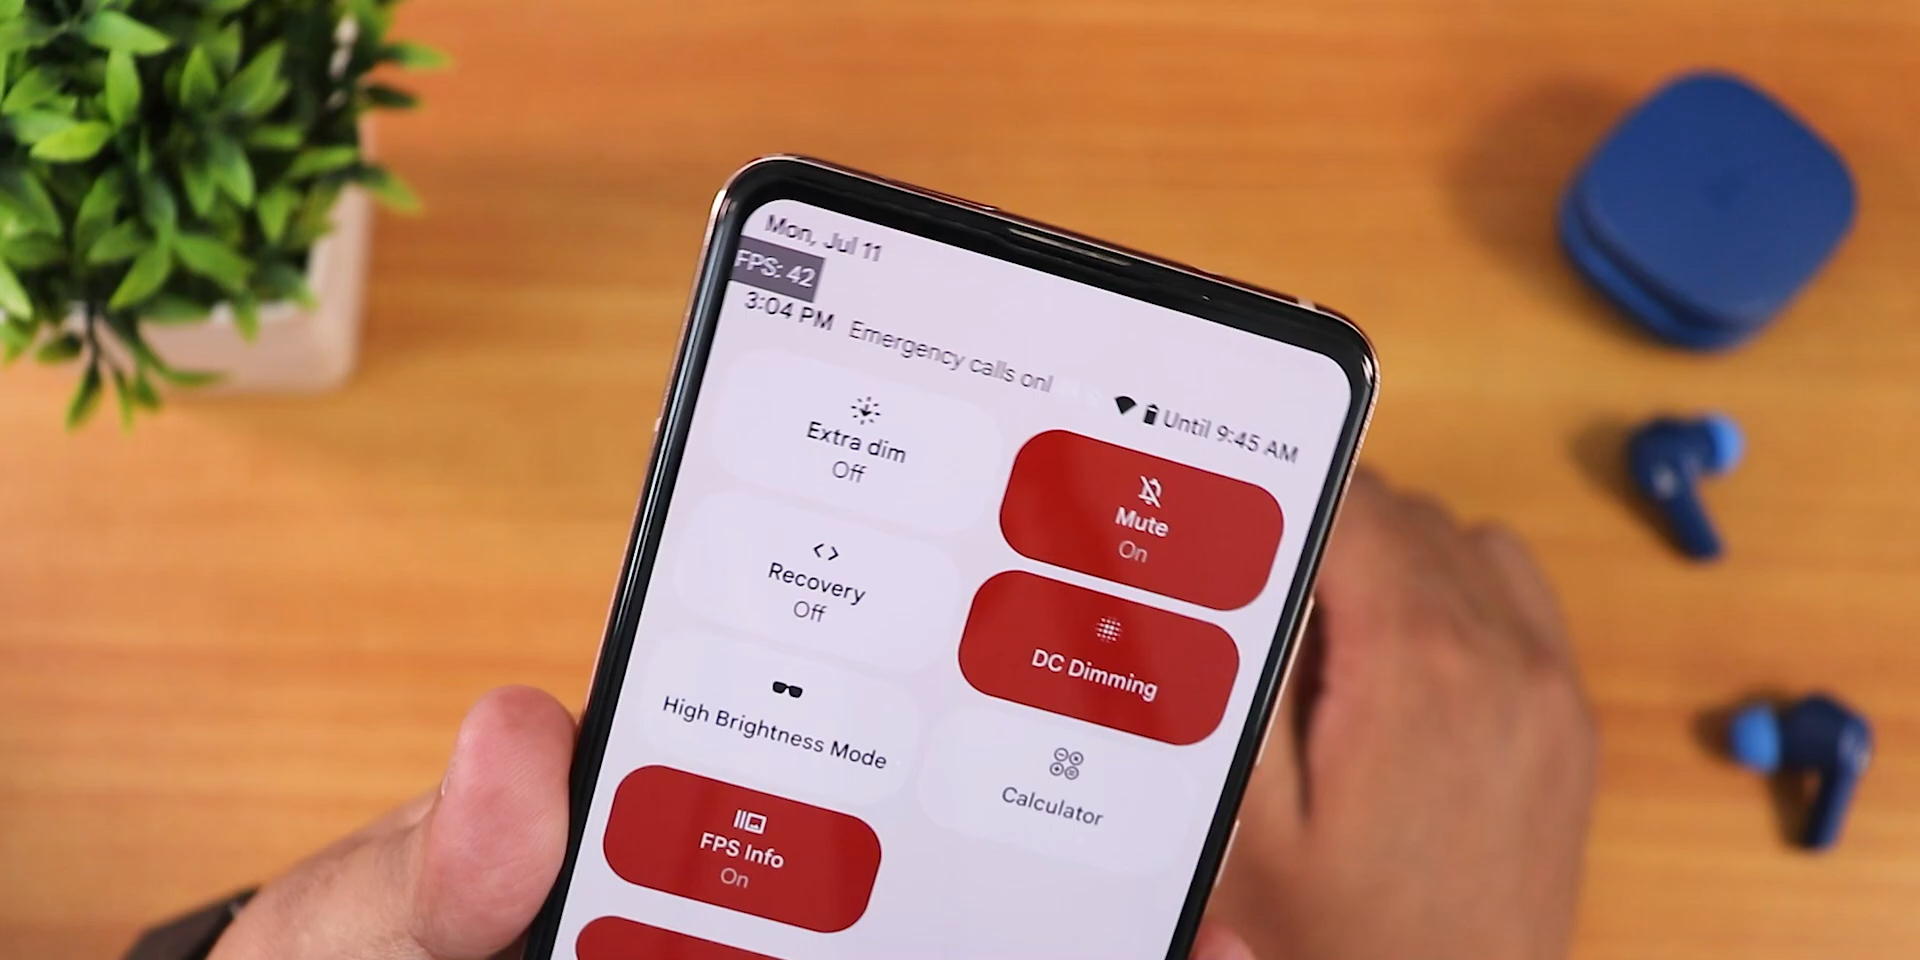 Mon, Jul 11
FPS: 42
3:04 PM Emergency calls onl
Until 9:45 AM
Extra dim
Off
Mute
On
Recovery
Off
DC Dimming
High Brightness Mode
Calculator
FPS Info
On